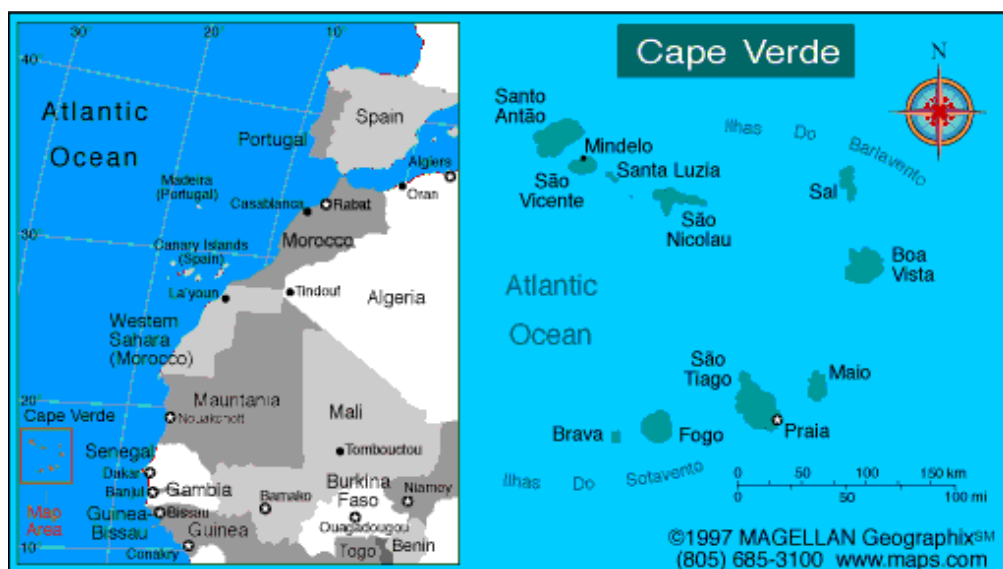 30°
20°
10°
40
Atlantic
Ocean
Spain
Portugal
Algiers
Madeira
(Portugal)
Oran
Casablanca
Rabat
30
Morocco
Canary Islands
(Spain)
La'youn
Tindouf
Algeria
Western
Sahara
(Morocco)
Mauntania
20
Nouakchott
Mali
Cape Verde
Senegal
Tombouctou
Dakar
Banjul
Gambia
Burkina
Faso
Niamey
Bamako
Map
Area
Guinea-
Bissau
Bissau
Guinea
Ouagadougou
10
Conakry
Togo
Benin
Cape Verde
N
Santo
Antão
Ilhas Do Barlavento
Mindelo
Santa Luzia
São
Vicente
Sal
São
Nicolau
Boa
Vista
Atlantic
Ocean
São
Tiago
Maio
Praia
Brava
Fogo
Ilhas Do Sotavento
0 50 100 150 km
0 50 100 mi
©1997 MAGELLAN Geographix℠
(805) 685-3100 www.maps.com